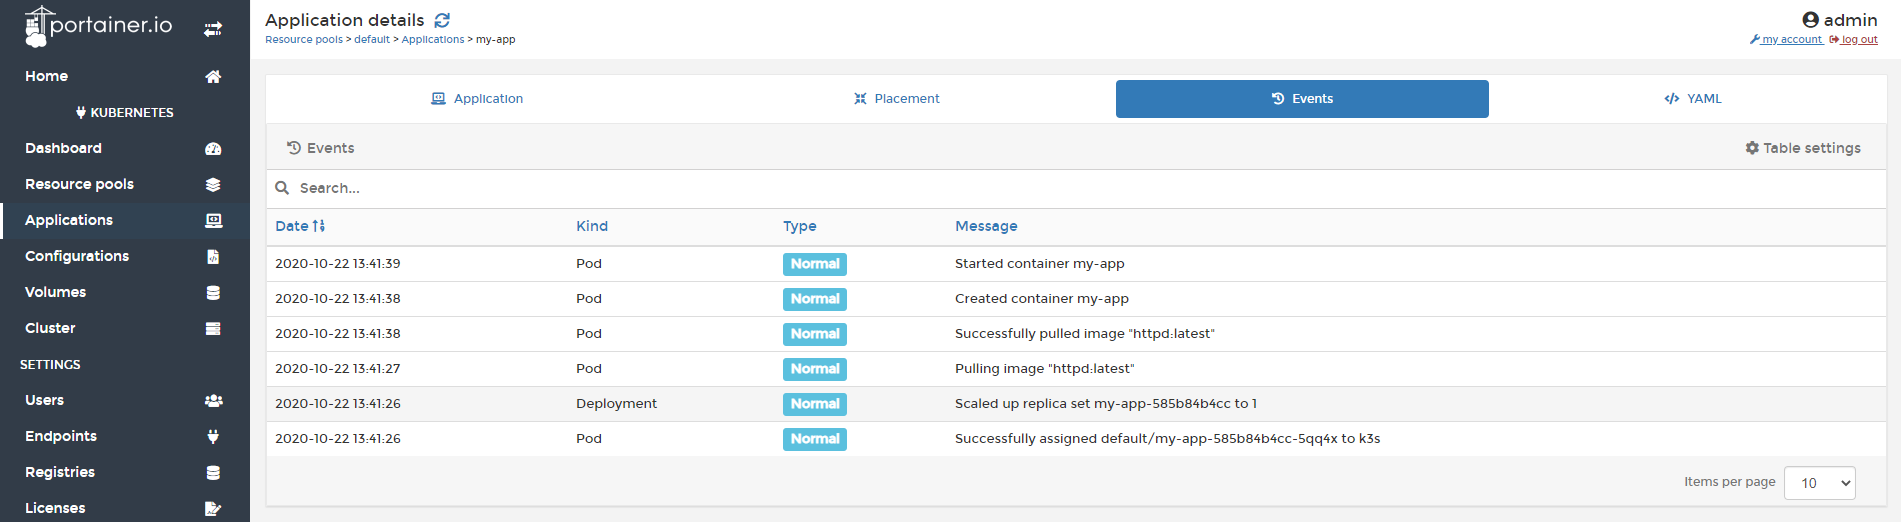 portainer.io
Home
KUBERNETES
Dashboard
Resource pools
Applications
Configurations
Volumes
Cluster
SETTINGS
Users
Endpoints
Registries
Licenses
Application details
Resource pools > default > Applications > my-app
admin
my account log out
Application Placement Events YAML
Events Table settings
Search...
Date Kind Type Message
2020-10-22 13:41:39 Pod Normal Started container my-app
2020-10-22 13:41:38 Pod Normal Created container my-app
2020-10-22 13:41:38 Pod Normal Successfully pulled image "httpd:latest"
2020-10-22 13:41:27 Pod Normal Pulling image "httpd:latest"
2020-10-22 13:41:26 Deployment Normal Scaled up replica set my-app-585b84b4cc to 1
2020-10-22 13:41:26 Pod Normal Successfully assigned default/my-app-585b84b4cc-5qq4x to k3s
Items per page 10